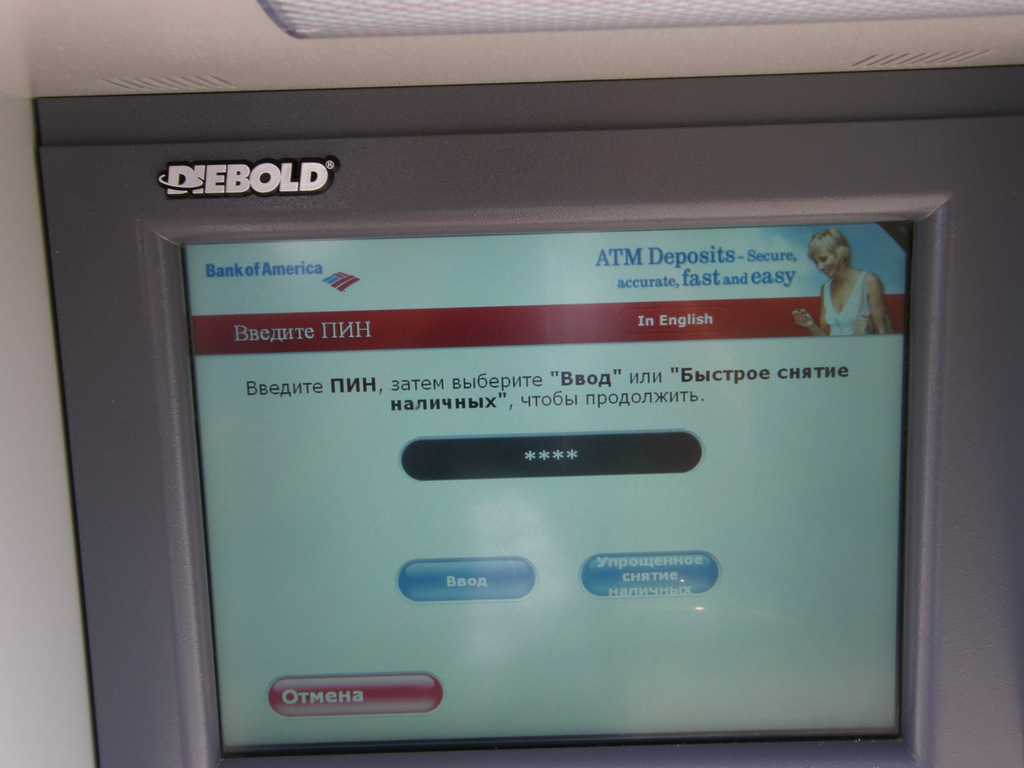 DIEBOLD®
Bank of America
ATM Deposits – Secure,
accurate, fast and easy
Введите ПИН
In English
Введите ПИН, затем выберите "Ввод" или "Быстрое снятие
наличных", чтобы продолжить.
****
Ввод
Упрощенное
снятие
наличных
Отмена